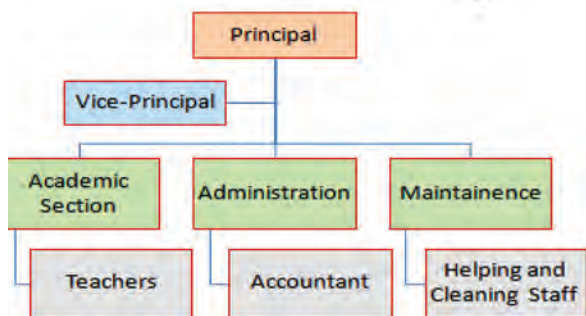 Principal
Vice-Principal
Academic
Section
Administration
Maintainence
Teachers
Accountant
Helping and
Cleaning Staff